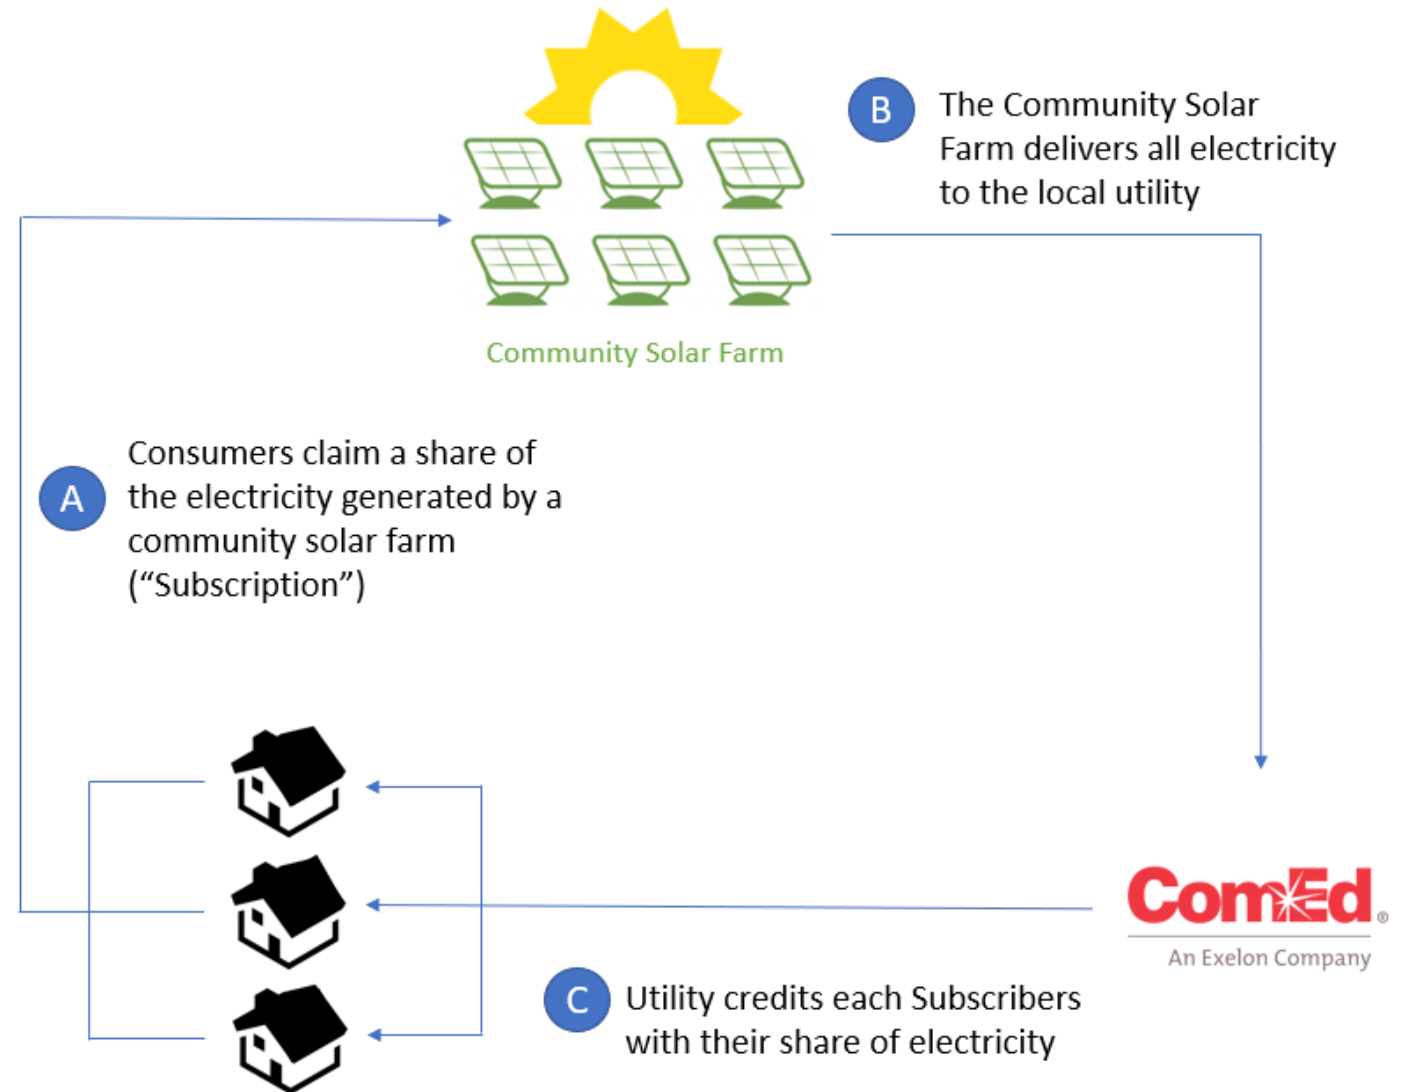 B
The Community Solar
Farm delivers all electricity
to the local utility
Community Solar Farm
A
Consumers claim a share of
the electricity generated by a
community solar farm
(“Subscription”)
ComEd®
An Exelon Company
C
Utility credits each Subscribers
with their share of electricity